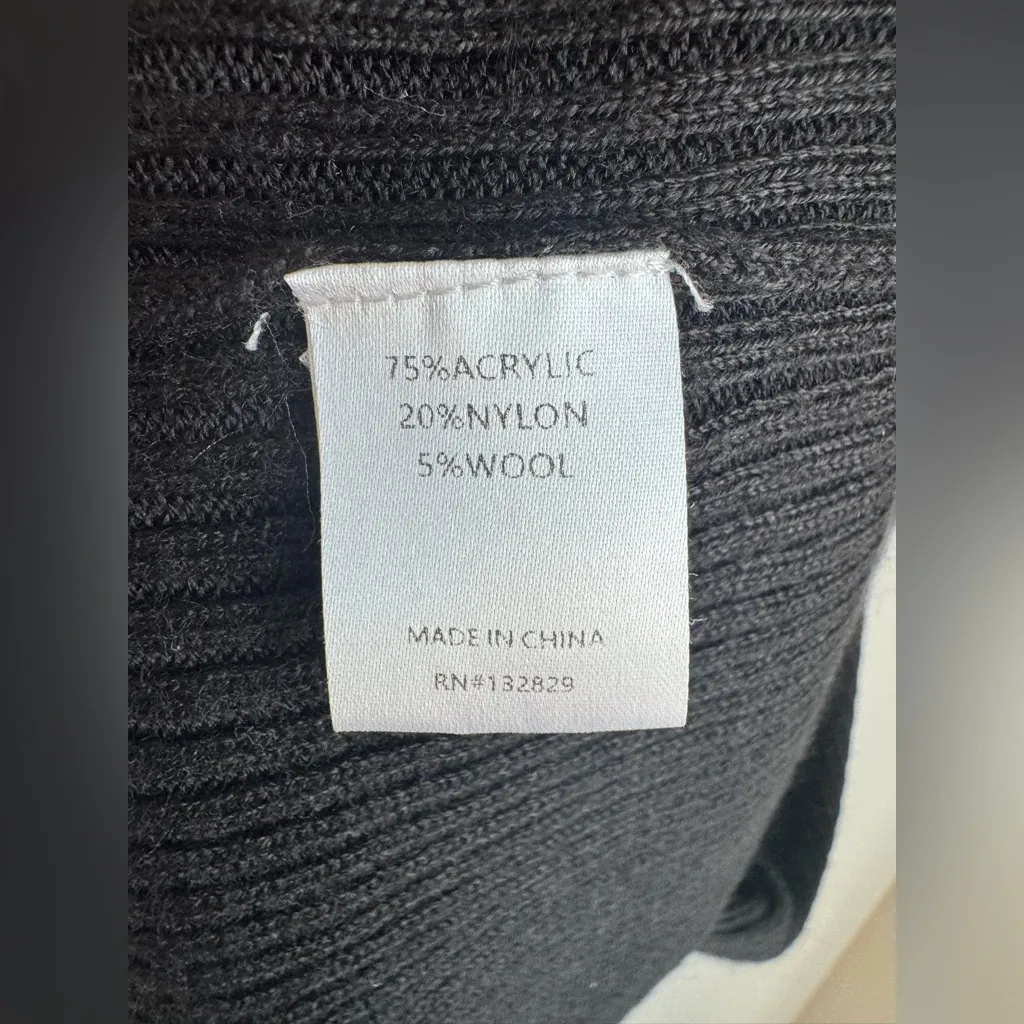 75%ACRYLIC
20%NYLON
5%WOOL
MADE IN CHINA
RN#132829